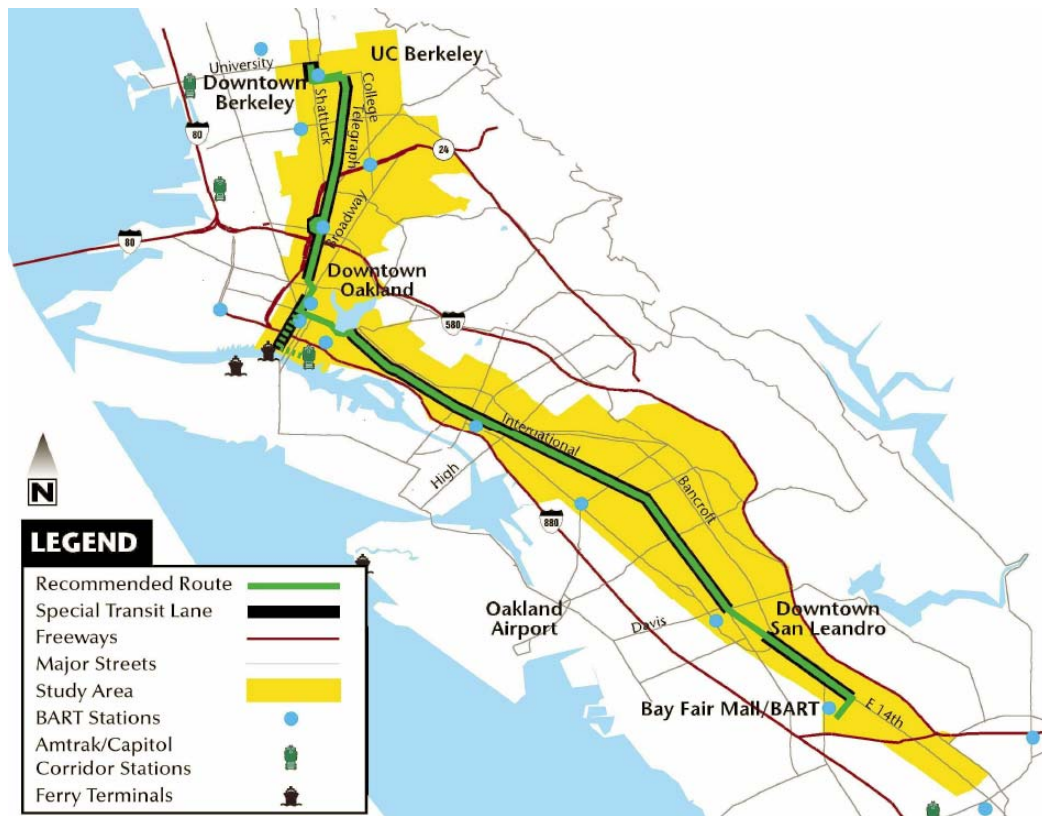 UC Berkeley
University
Downtown
Berkeley
Shattuck
College
Telegraph
80
24
Broadway
80
Downtown
Oakland
580
International
High
Bancroft
880
N
Oakland
Airport
Davis
Downtown
San Leandro
Bay Fair Mall/BART
E 14th
LEGEND
Recommended Route
Special Transit Lane
Freeways
Major Streets
Study Area
BART Stations
Amtrak/Capitol
Corridor Stations
Ferry Terminals